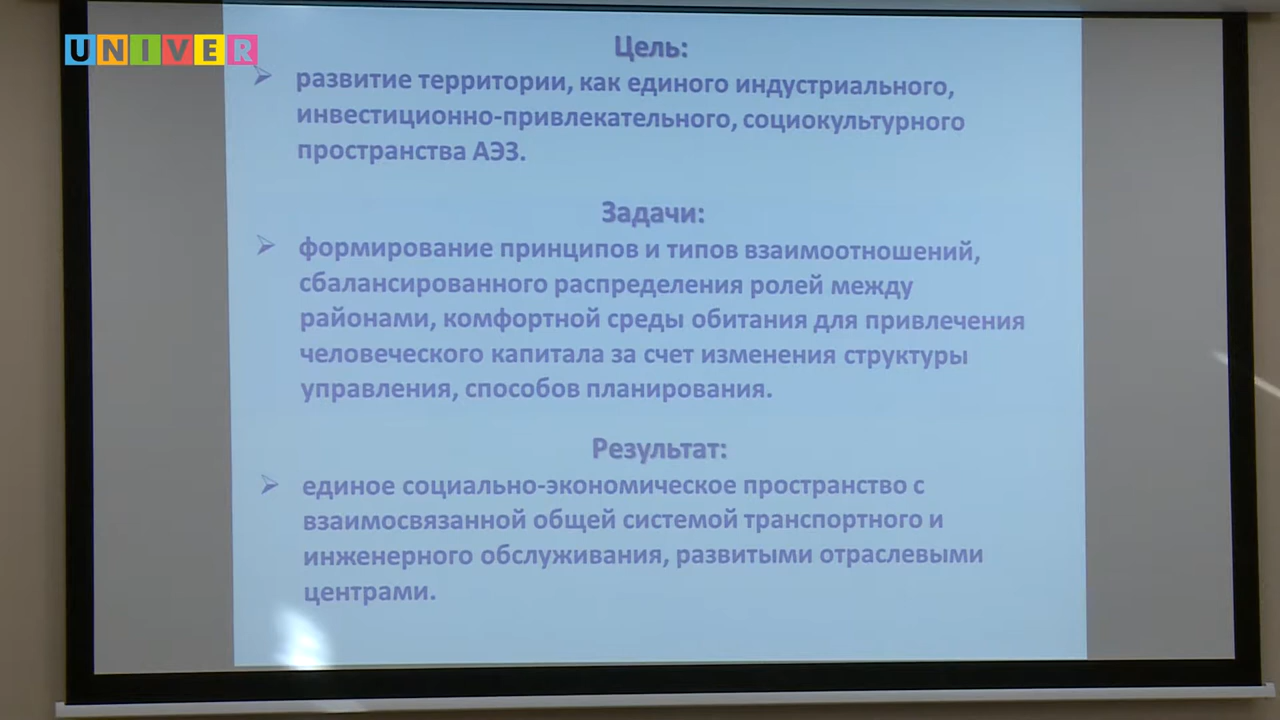 UNIVER
Цель:
развитие территории, как единого индустриального,
инвестиционно-привлекательного, социокультурного
пространства АЭЗ.
Задачи:
формирование принципов и типов взаимоотношений,
сбалансированного распределения ролей между
районами, комфортной среды обитания для привлечения
человеческого капитала за счет изменения структуры
управления, способов планирования.
Результат:
единое социально-экономическое пространство с
взаимосвязанной общей системой транспортного и
инженерного обслуживания, развитыми отраслевыми
центрами.